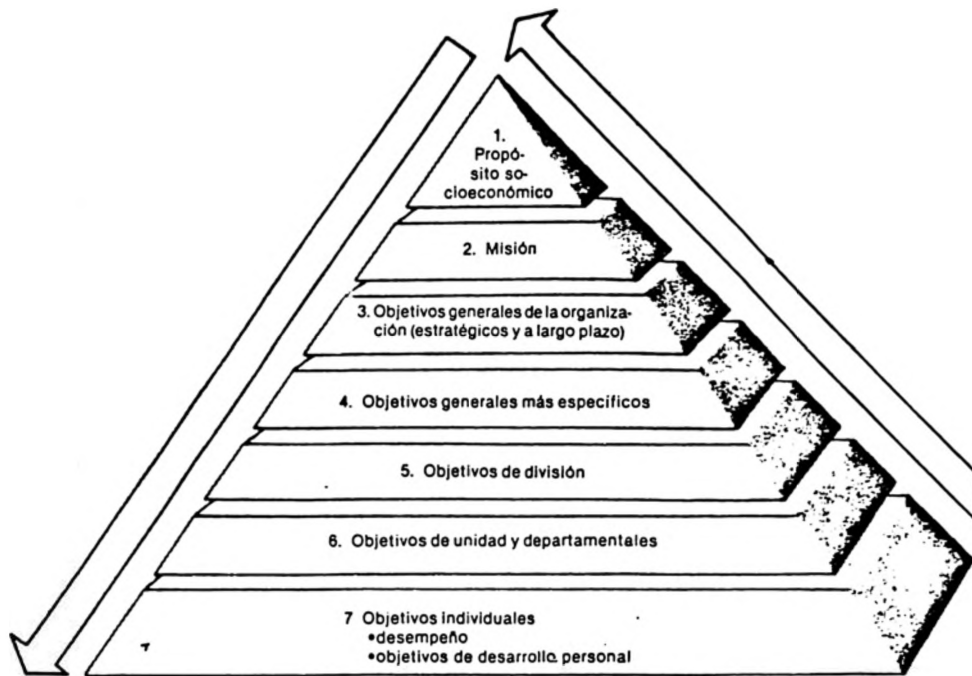 1.
Propó-
sito so-
cioeconómico
2. Misión
3. Objetivos generales de la organiza-
ción (estratégicos y a largo plazo)
4. Objetivos generales más específicos
5. Objetivos de división
6. Objetivos de unidad y departamentales
7 Objetivos individuales
•desempeño
•objetivos de desarrollo personal